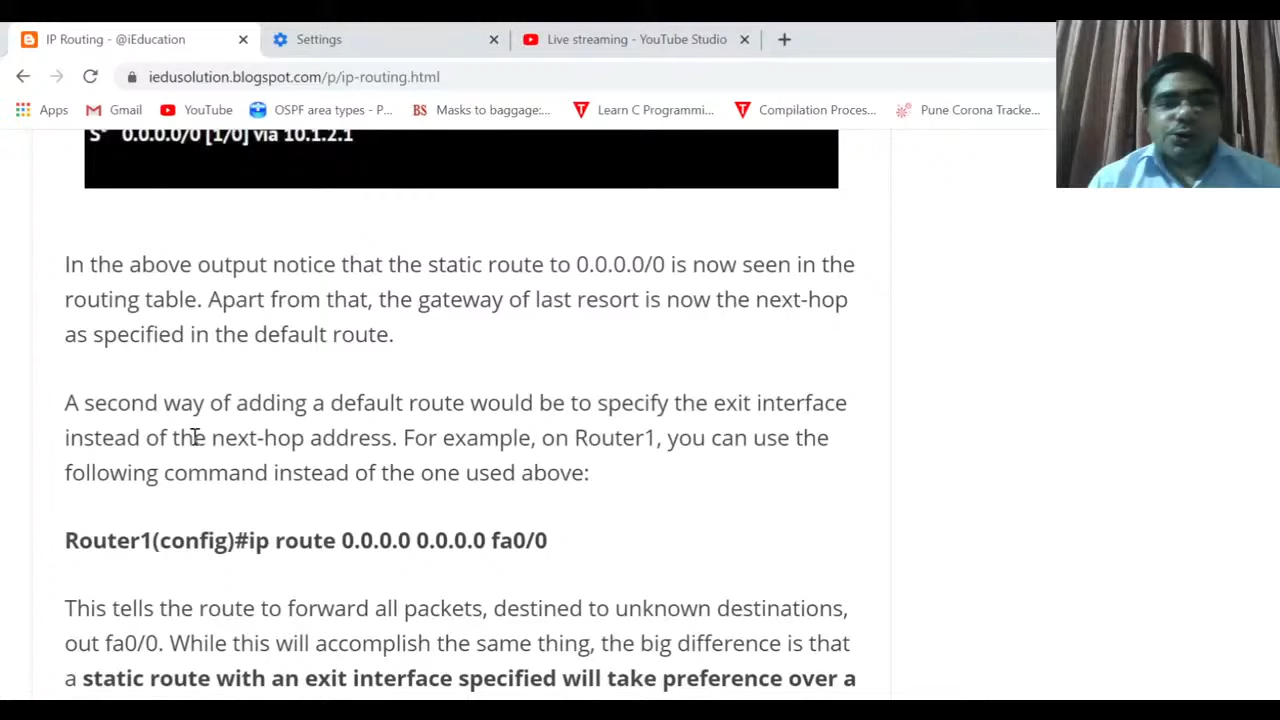 IP Routing - @iEducation
Settings
Live streaming - YouTube Studio
iedusolution.blogspot.com/p/ip-routing.html
Apps
Gmail
YouTube
OSPF area types - P...
BS Masks to baggage:...
Learn C Programmi...
Compilation Proces...
Pune Corona Tracke...
S* 0.0.0.0/0 [1/0] via 10.1.2.1
In the above output notice that the static route to 0.0.0.0/0 is now seen in the
routing table. Apart from that, the gateway of last resort is now the next-hop
as specified in the default route.
A second way of adding a default route would be to specify the exit interface
instead of the next-hop address. For example, on Router1, you can use the
following command instead of the one used above:
Router1(config)#ip route 0.0.0.0 0.0.0.0 fa0/0
This tells the route to forward all packets, destined to unknown destinations,
out fa0/0. While this will accomplish the same thing, the big difference is that
a static route with an exit interface specified will take preference over a